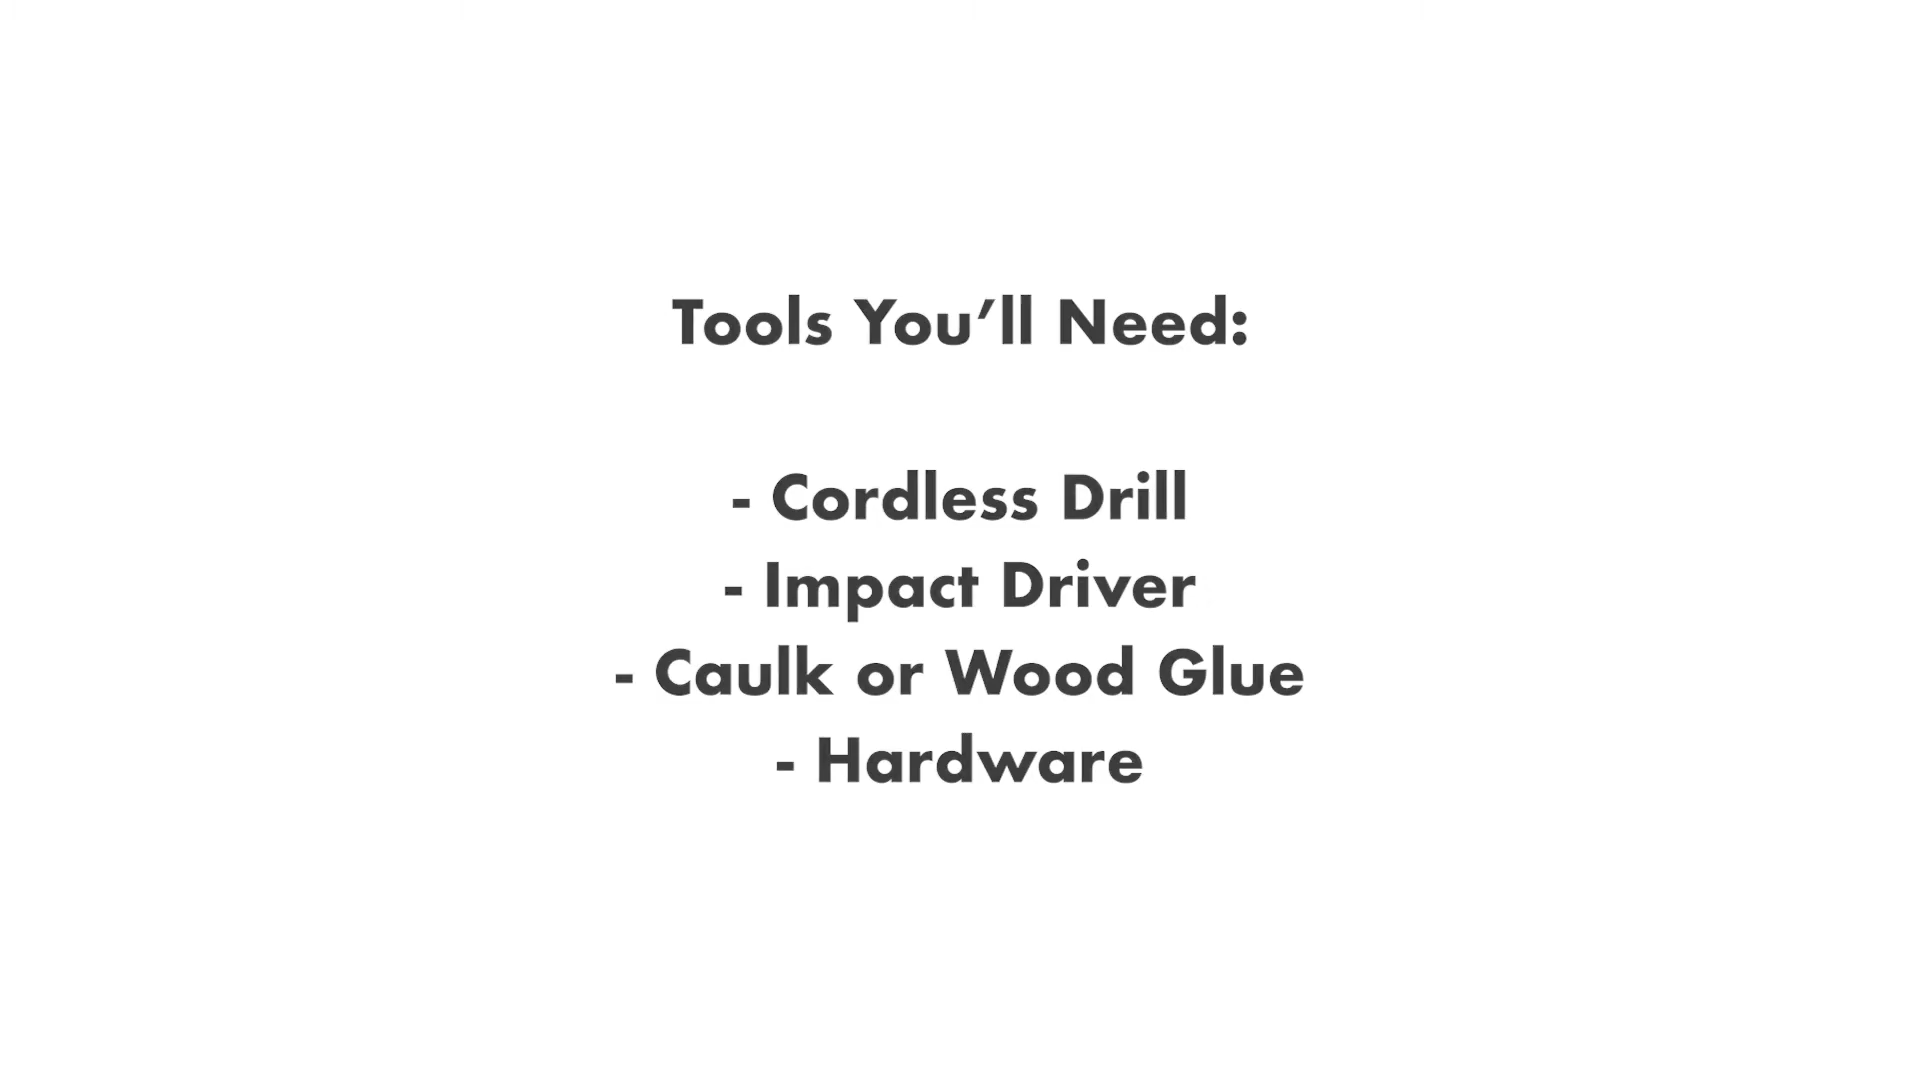 Tools You’ll Need:
- Cordless Drill
- Impact Driver
- Caulk or Wood Glue
- Hardware